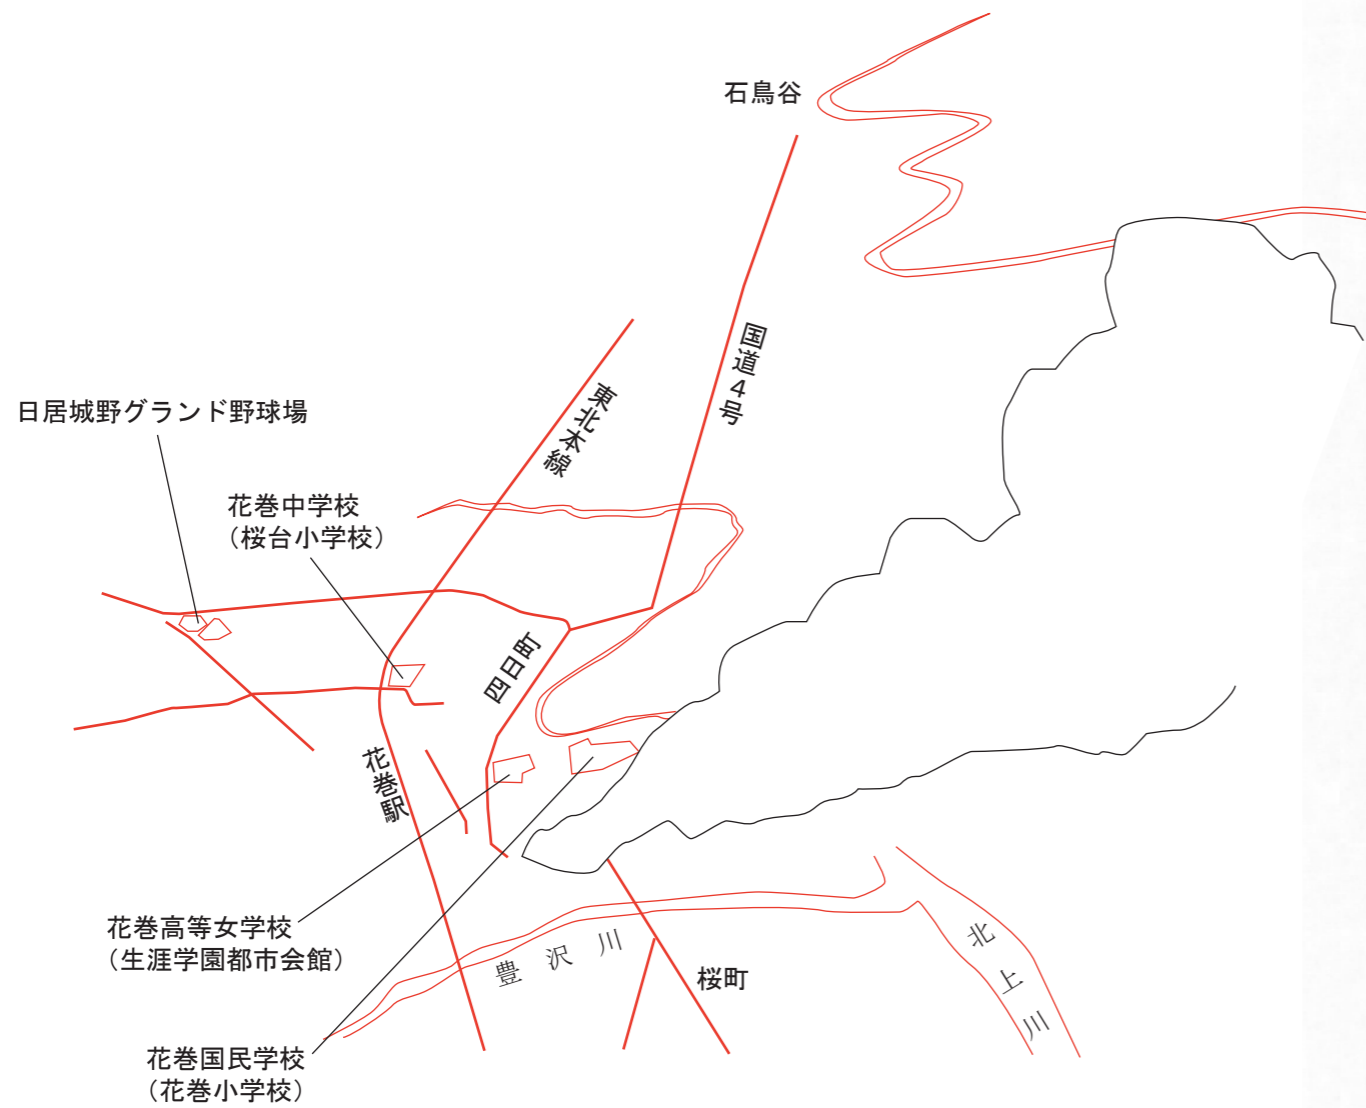 石鳥谷
国道4号
東北本線
日居城野グランド野球場
花巻中学校
（桜台小学校）
四日町
花巻駅
花巻高等女学校
（生涯学園都市会館）
豊沢川
北上川
桜町
花巻国民学校
（花巻小学校）